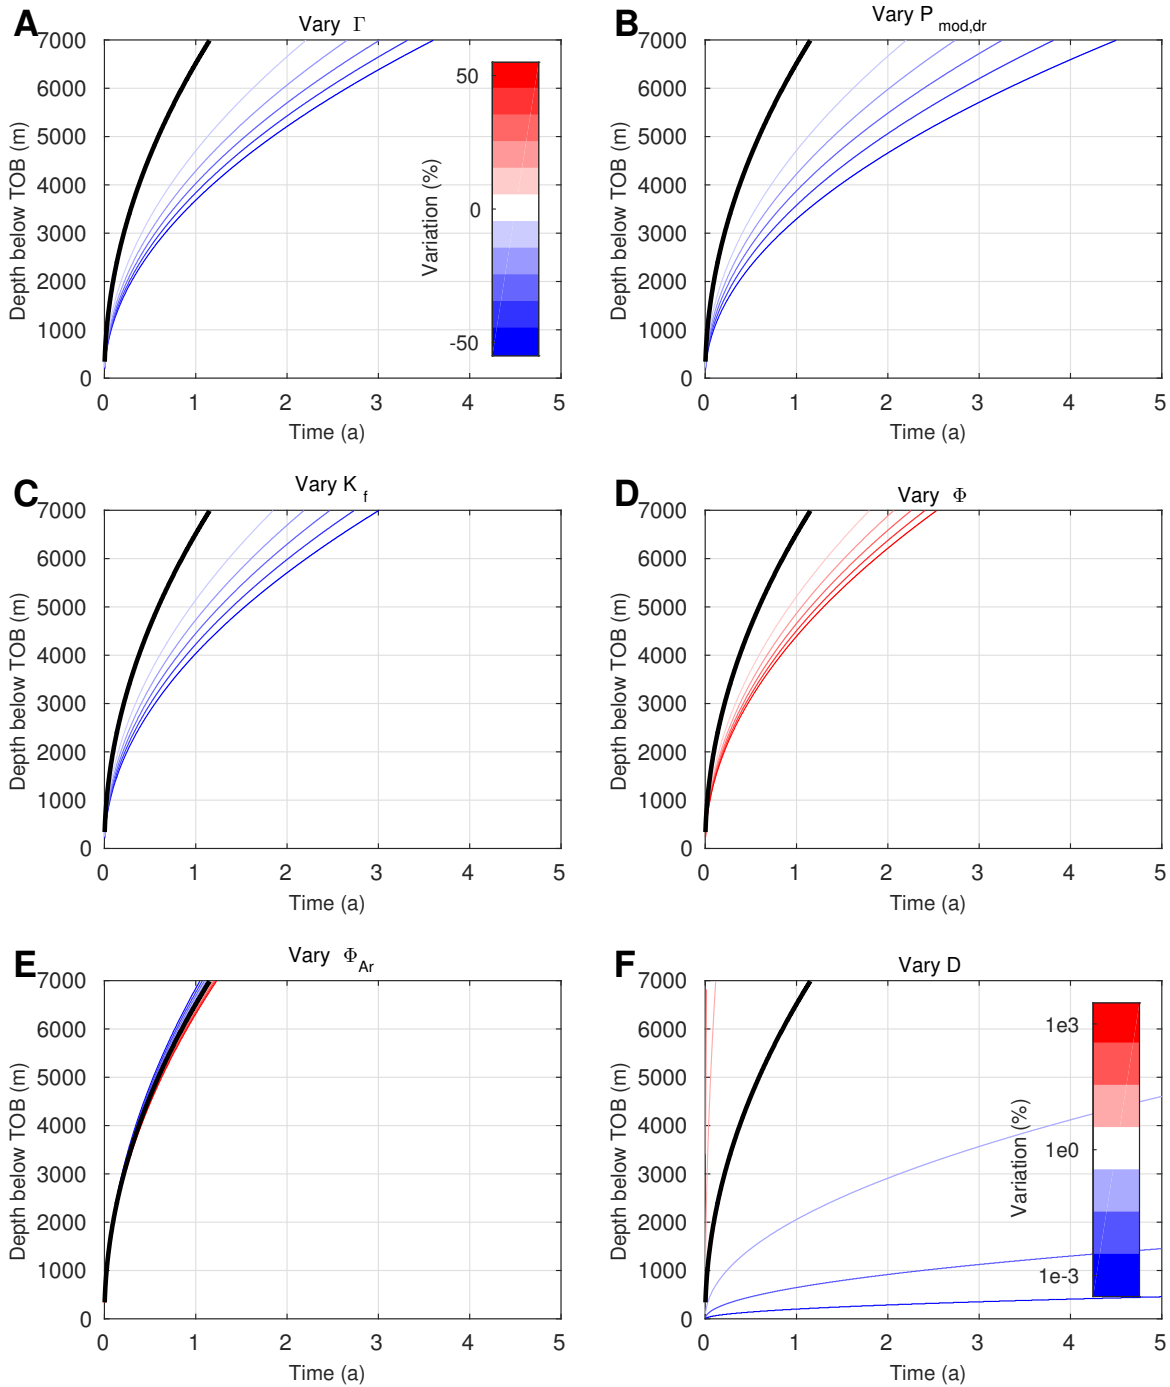 A
Vary Γ
7000
6000
5000
4000
3000
2000
1000
0
Depth below TOB (m)
0 1 2 3 4 5
Time (a)
50
0
-50
Variation (%)
B
Vary P mod,dr
7000
6000
5000
4000
3000
2000
1000
0
Depth below TOB (m)
0 1 2 3 4 5
Time (a)
C
Vary K f
7000
6000
5000
4000
3000
2000
1000
0
Depth below TOB (m)
0 1 2 3 4 5
Time (a)
D
Vary Φ
7000
6000
5000
4000
3000
2000
1000
0
Depth below TOB (m)
0 1 2 3 4 5
Time (a)
E
Vary Φ Ar
7000
6000
5000
4000
3000
2000
1000
0
Depth below TOB (m)
0 1 2 3 4 5
Time (a)
F
Vary D
7000
6000
5000
4000
3000
2000
1000
0
Depth below TOB (m)
0 1 2 3 4 5
Time (a)
1e3
1e0
1e-3
Variation (%)